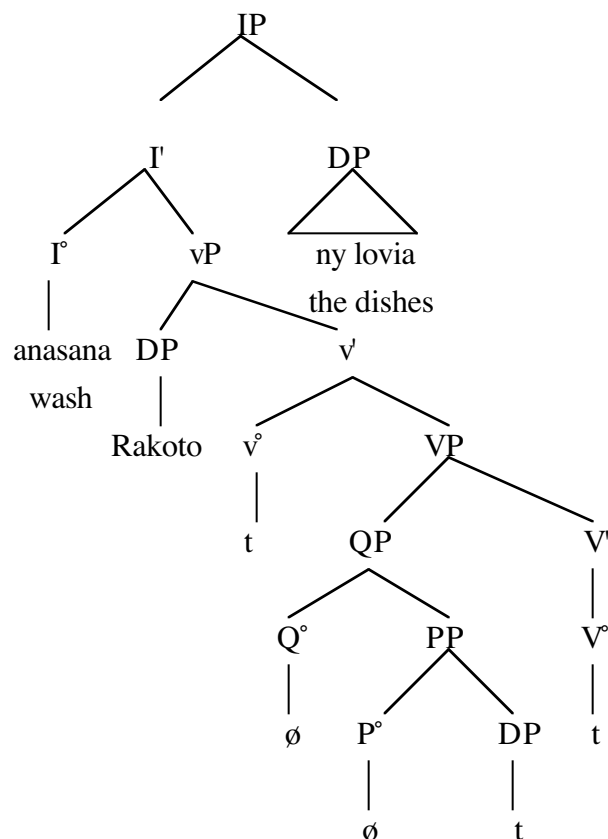 IP
I' DP
I° vP ny lovia
the dishes
anasana DP v'
wash
Rakoto v° VP
t QP V'
Q° PP V°
ø P° DP t
ø t